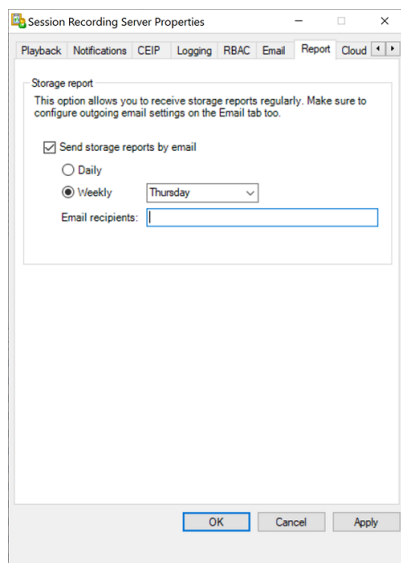 Session Recording Server Properties
Playback Notifications CEIP Logging RBAC Email Report Cloud
Storage report
This option allows you to receive storage reports regularly. Make sure to
configure outgoing email settings on the Email tab too.
Send storage reports by email
Daily
Weekly Thursday
Email recipients:
OK Cancel Apply